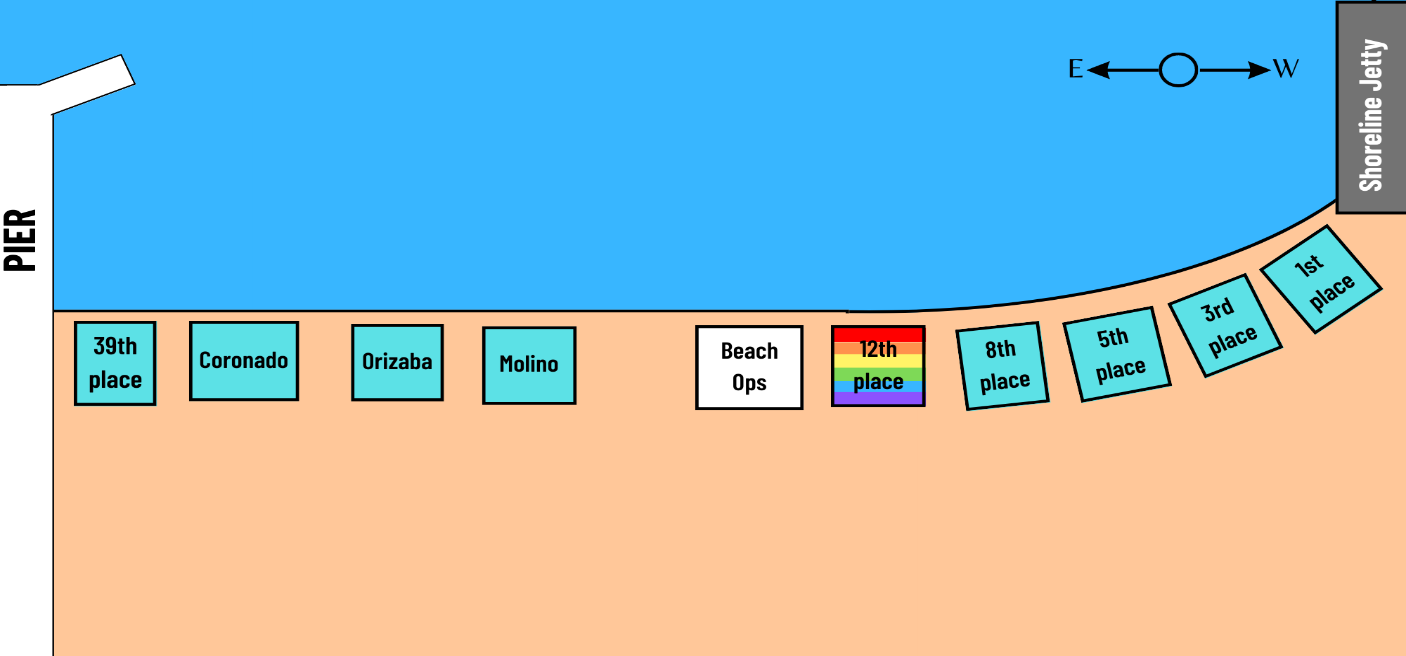 E W
Shoreline Jetty
PIER
39th
place
Coronado
Orizaba
Molino
Beach
Ops
12th
place
8th
place
5th
place
3rd
place
1st
place